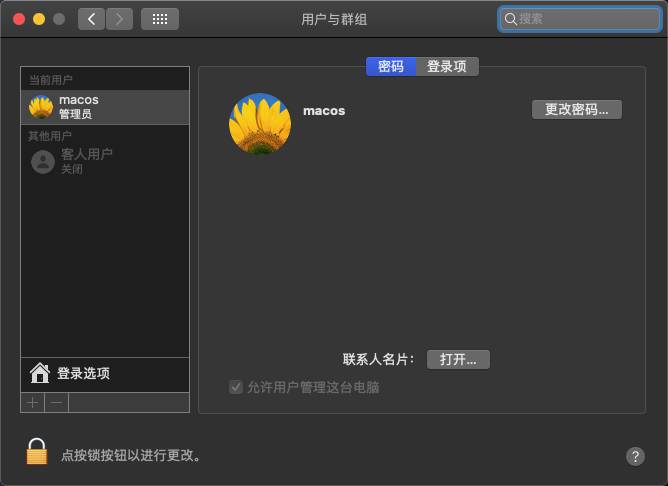 用户与群组
搜索
密码
登录项
当前用户
macos
管理员
其他用户
客人用户
关闭
登录选项
macos
更改密码...
联系人名片：
打开...
允许用户管理这台电脑
点按锁按钮以进行更改。
?